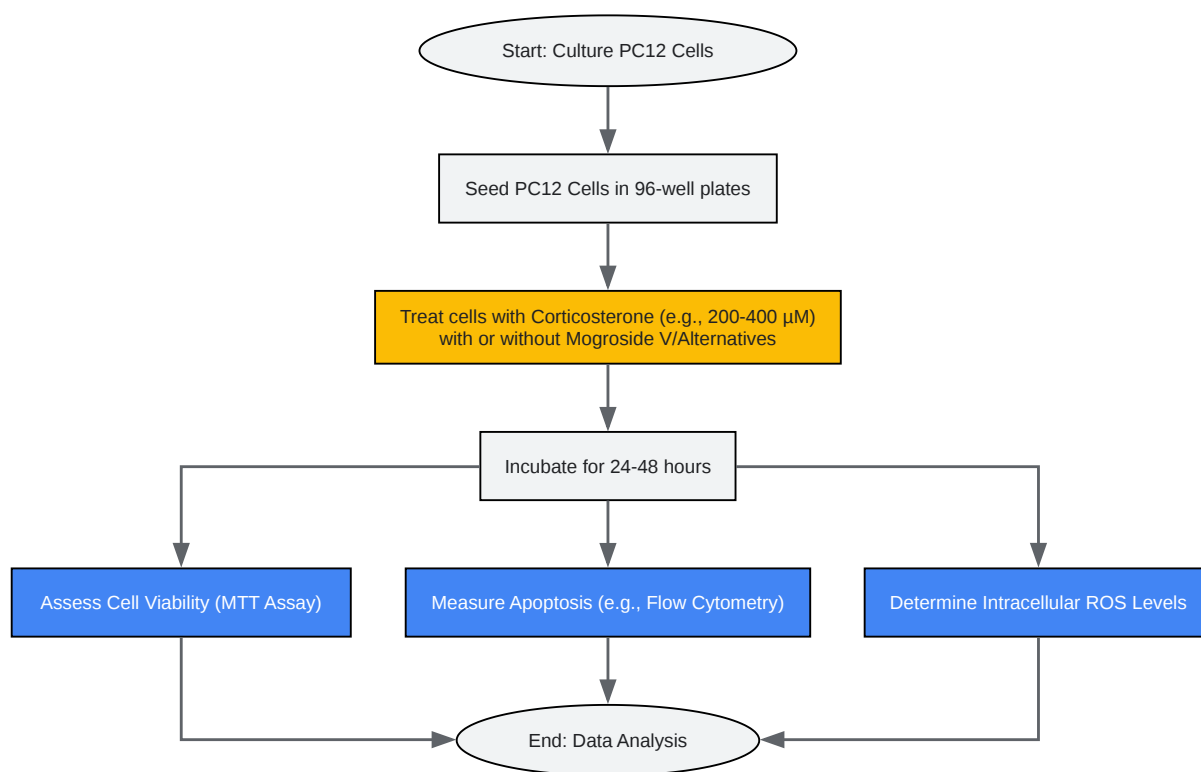 Start: Culture PC12 Cells
Seed PC12 Cells in 96-well plates
Treat cells with Corticosterone (e.g., 200-400 µM)
with or without Mogroside V/Alternatives
Incubate for 24-48 hours
Assess Cell Viability (MTT Assay)
Measure Apoptosis (e.g., Flow Cytometry)
Determine Intracellular ROS Levels
End: Data Analysis